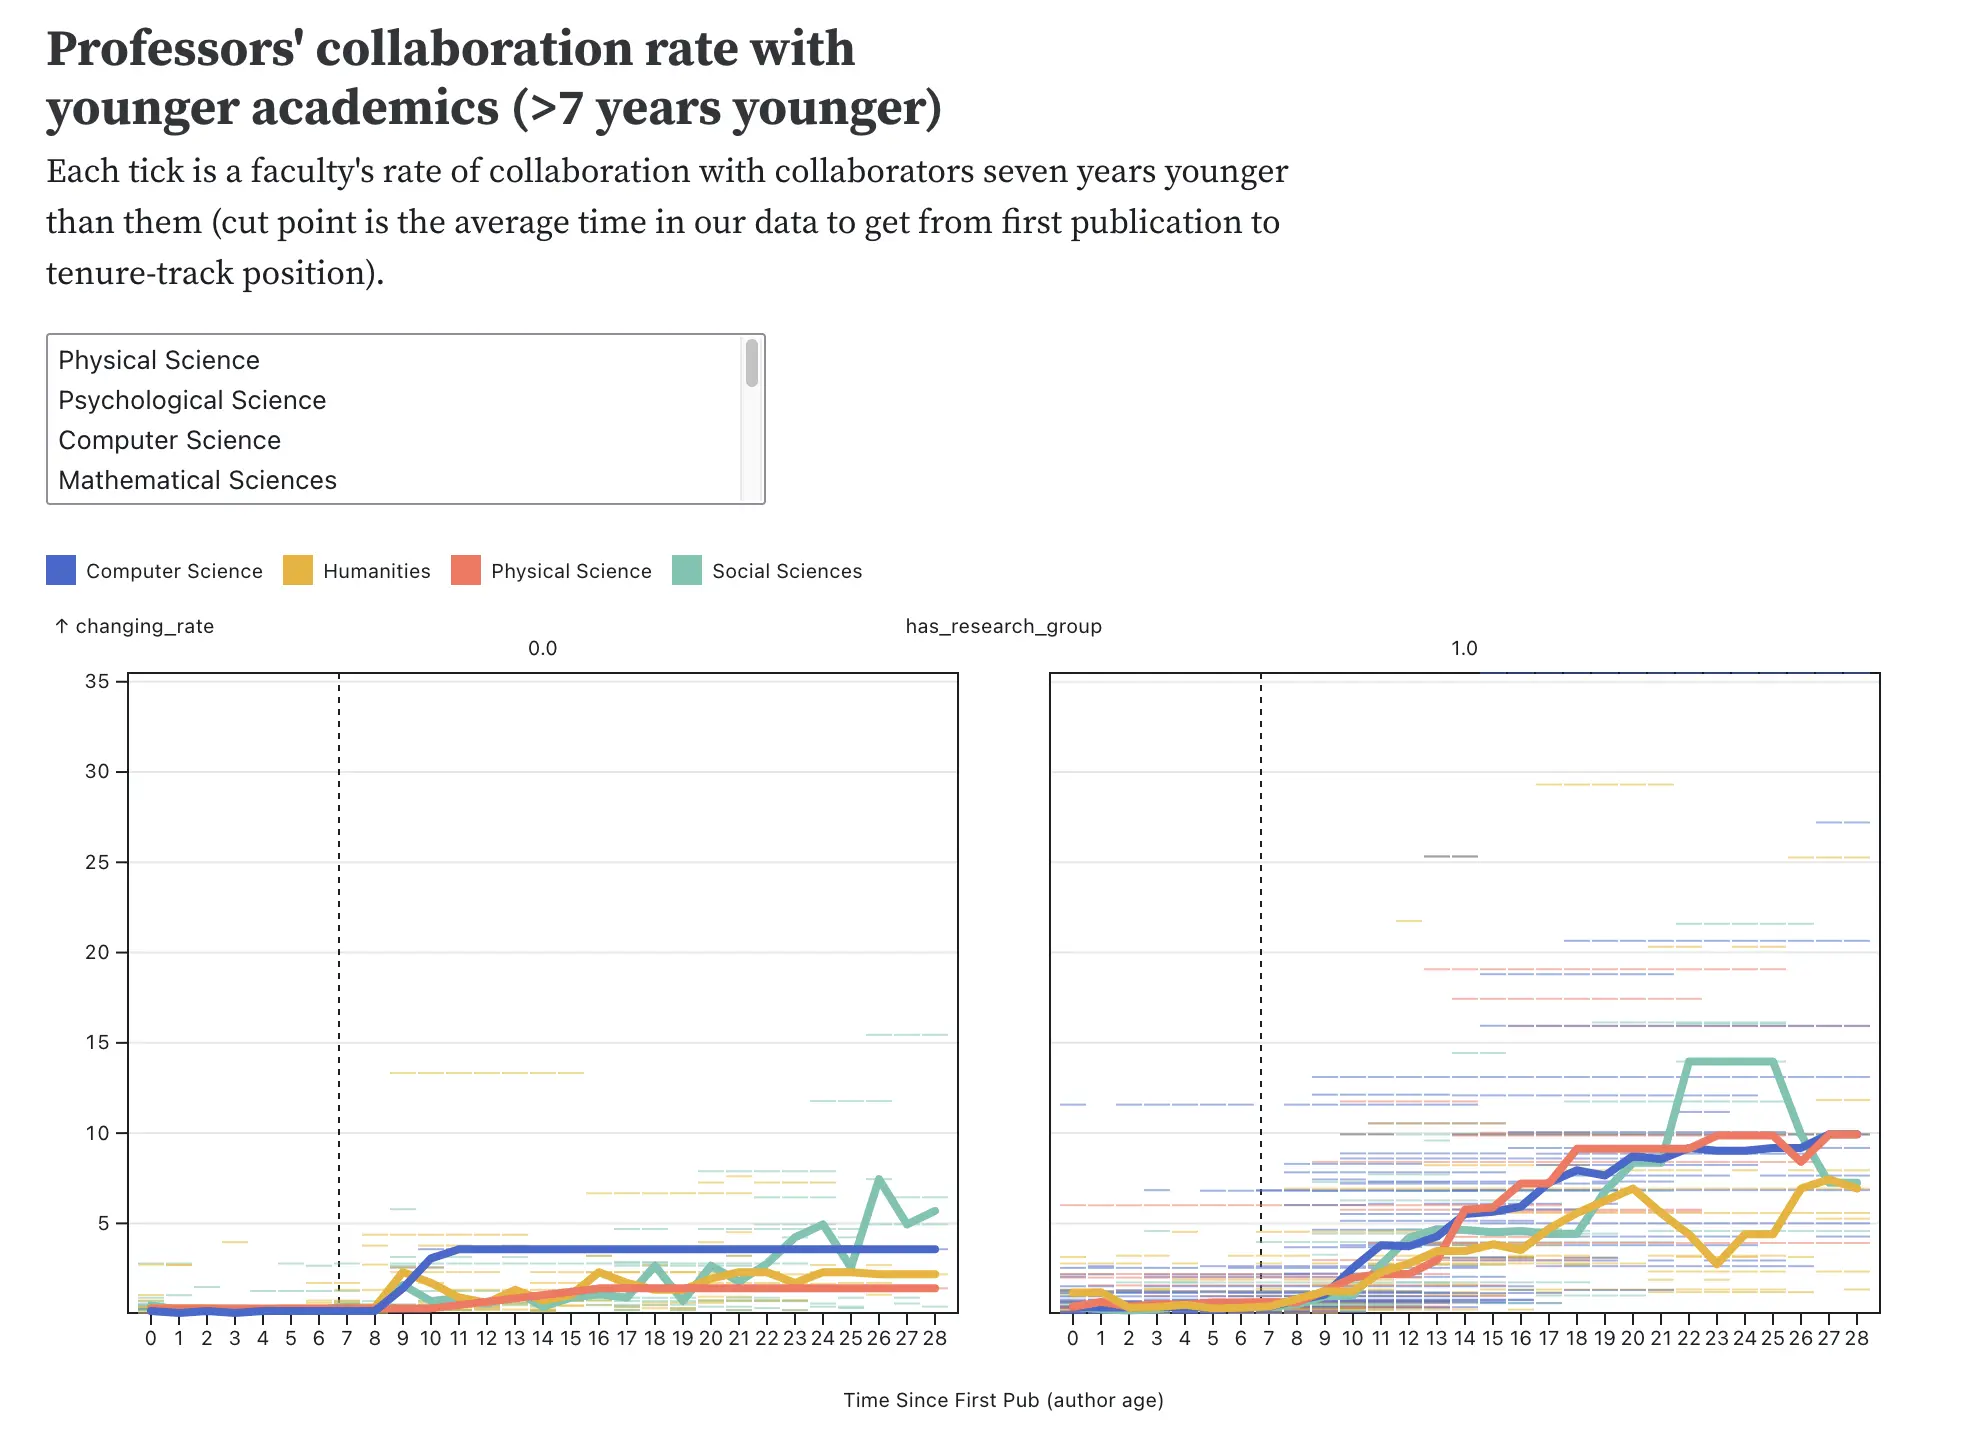 Professors' collaboration rate with
younger academics (>7 years younger)
Each tick is a faculty's rate of collaboration with collaborators seven years younger
than them (cut point is the average time in our data to get from first publication to
tenure-track position).
Physical Science
Psychological Science
Computer Science
Mathematical Sciences
Computer Science Humanities Physical Science Social Sciences
↑ changing_rate has_research_group
0.0 1.0
35
30
25
20
15
10
5
0 1 2 3 4 5 6 7 8 9 10 11 12 13 14 15 16 17 18 19 20 21 22 23 24 25 26 27 28
0 1 2 3 4 5 6 7 8 9 10 11 12 13 14 15 16 17 18 19 20 21 22 23 24 25 26 27 28
Time Since First Pub (author age)